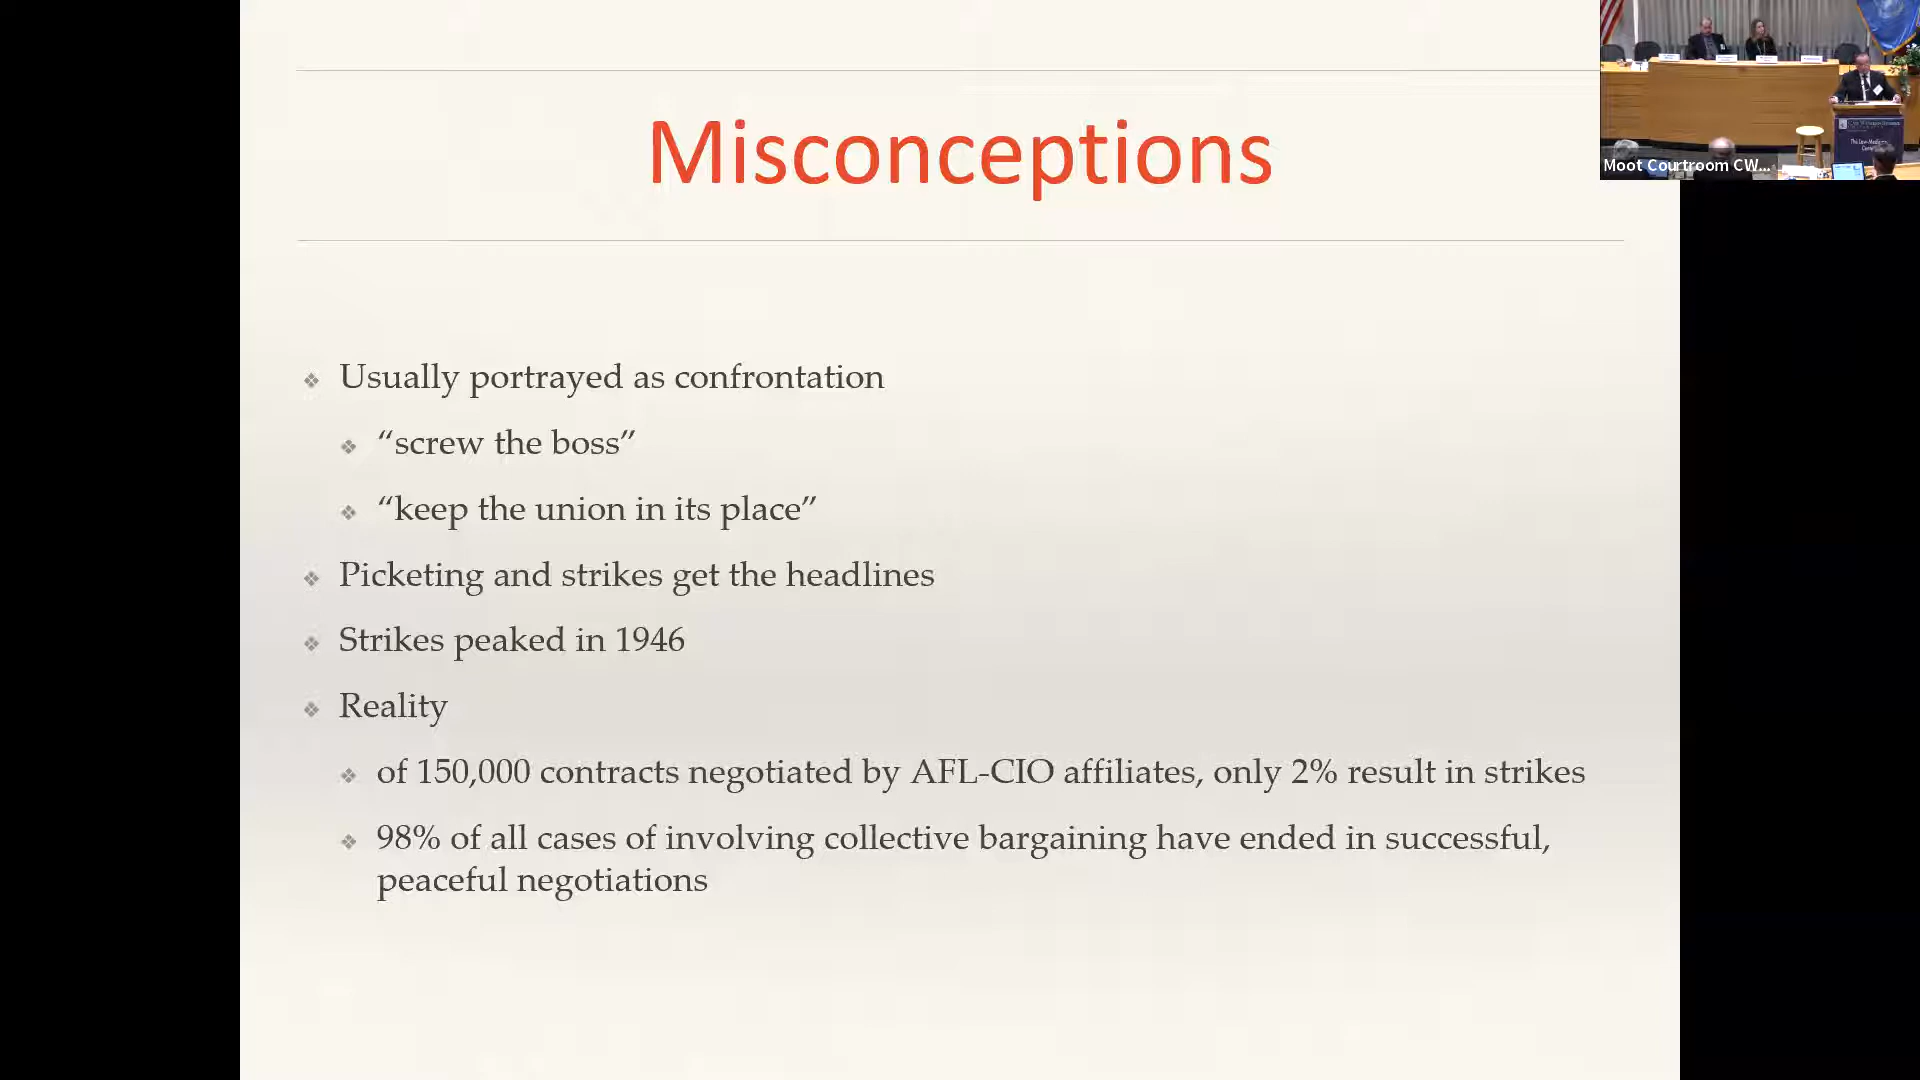 Misconceptions
Moot Courtroom CW...
Usually portrayed as confrontation
“screw the boss”
“keep the union in its place”
Picketing and strikes get the headlines
Strikes peaked in 1946
Reality
of 150,000 contracts negotiated by AFL-CIO affiliates, only 2% result in strikes
98% of all cases of involving collective bargaining have ended in successful,
peaceful negotiations